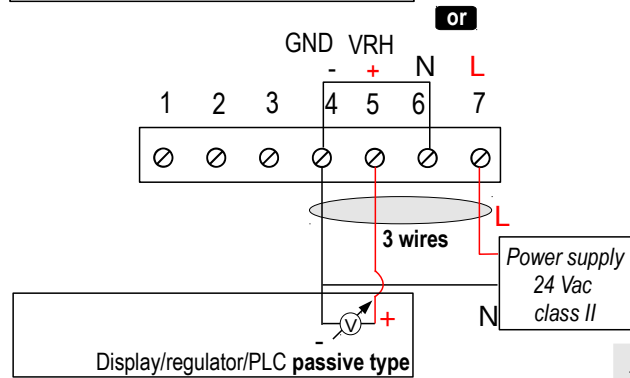 or
GND VRH
- + N L
1 2 3 4 5 6 7
L
3 wires
Power supply
24 Vac
class II
N
V +
-
Display/regulator/PLC passive type